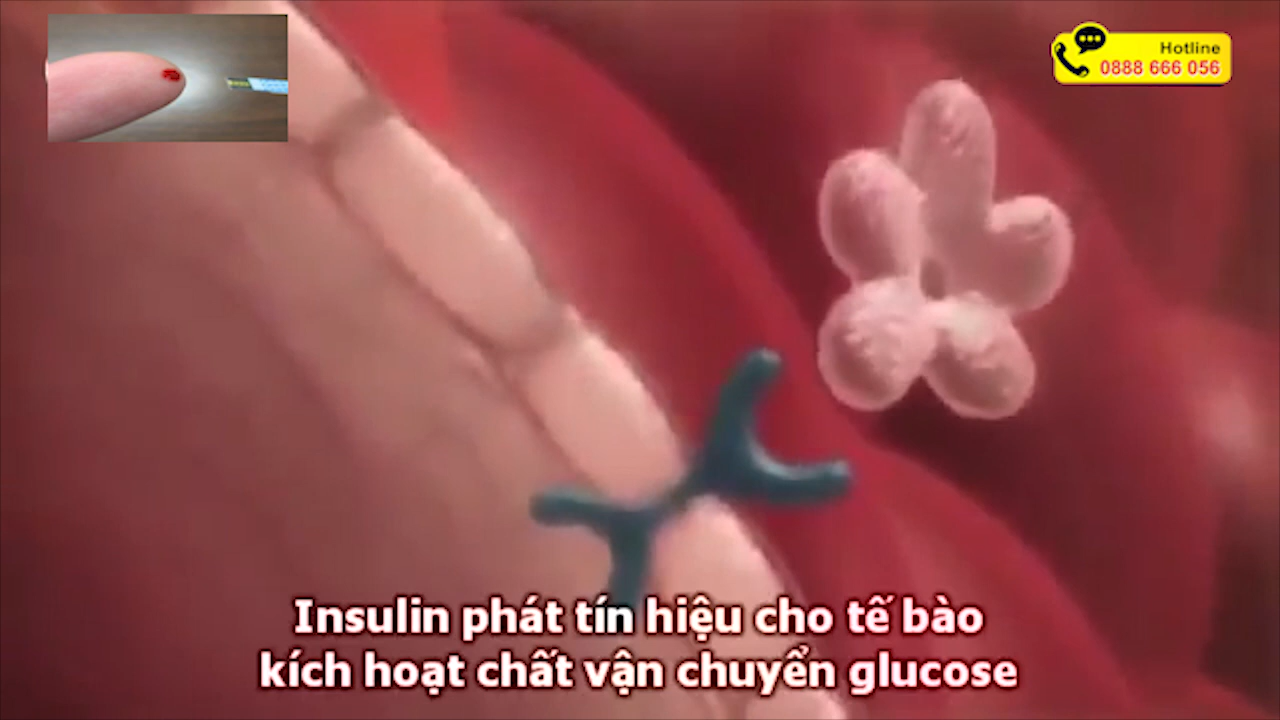 Hotline
0888 666 056
Insulin phát tín hiệu cho tế bào
kích hoạt chất vận chuyển glucose